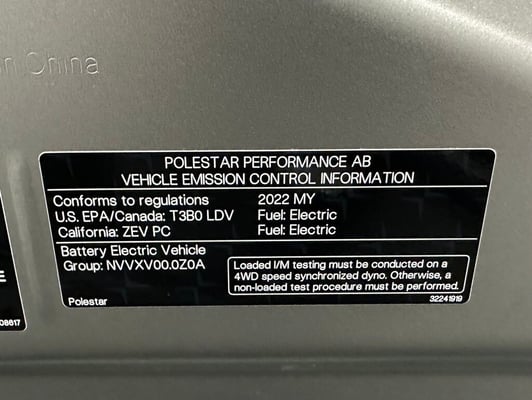 in China
POLESTAR PERFORMANCE AB
VEHICLE EMISSION CONTROL INFORMATION
Conforms to regulations 2022 MY
U.S. EPA/Canada: T3B0 LDV Fuel: Electric
California: ZEV PC Fuel: Electric
Battery Electric Vehicle
Group: NVVXV00.0Z0A
Loaded I/M testing must be conducted on a
4WD speed synchronized dyno. Otherwise, a
non-loaded test procedure must be performed.
Polestar 32241919
08617